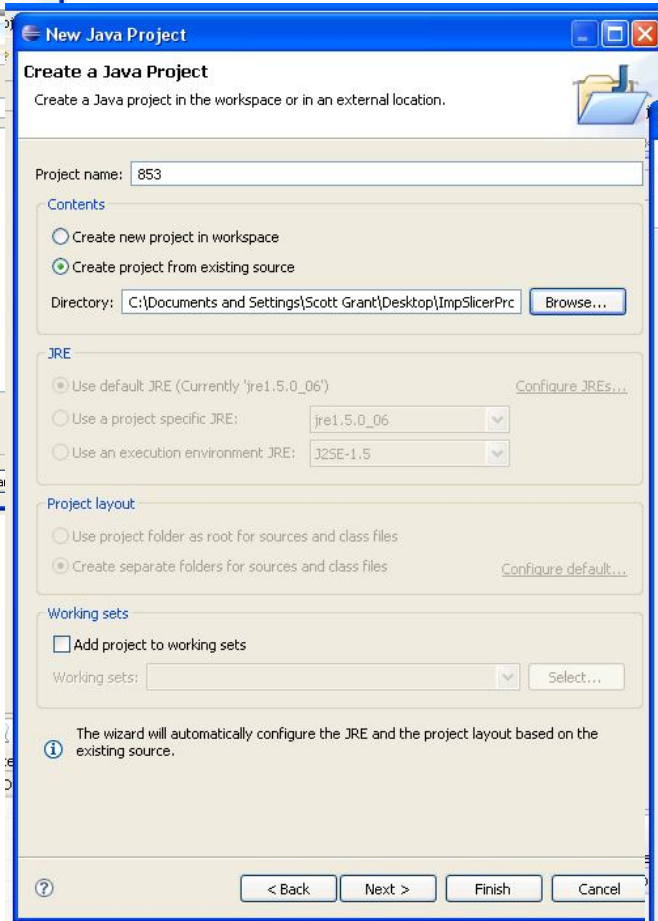 New Java Project
Create a Java Project
Create a Java project in the workspace or in an external location.
Project name: 853
Contents
Create new project in workspace
Create project from existing source
Directory: C:\Documents and Settings\Scott Grant\Desktop\ImpSlicerPrc Browse...
JRE
Use default JRE (Currently 'jre1.5.0_06') Configure JREs...
Use a project specific JRE: jre1.5.0_06
Use an execution environment JRE: J2SE-1.5
Project layout
Use project folder as root for sources and class files
Create separate folders for sources and class files Configure default...
Working sets
Add project to working sets
Working sets: Select...
The wizard will automatically configure the JRE and the project layout based on the
existing source.
? < Back Next > Finish Cancel